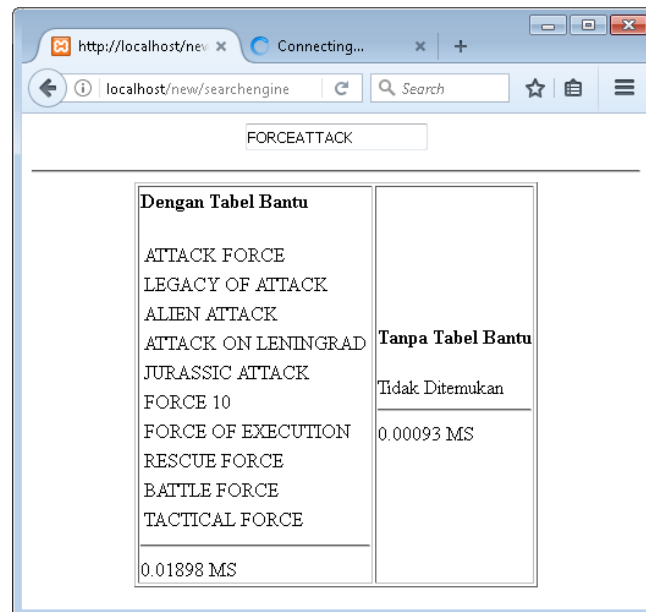 http://localhost/nev
Connecting...
localhost/new/searchengine
Search
FORCEATTACK
Dengan Tabel Bantu
ATTACK FORCE
LEGACY OF ATTACK
ALIEN ATTACK
ATTACK ON LENINGRAD
JURASSIC ATTACK
FORCE 10
FORCE OF EXECUTION
RESCUE FORCE
BATTLE FORCE
TACTICAL FORCE
0.01898 MS
Tanpa Tabel Bantu
Tidak Ditemukan
0.00093 MS